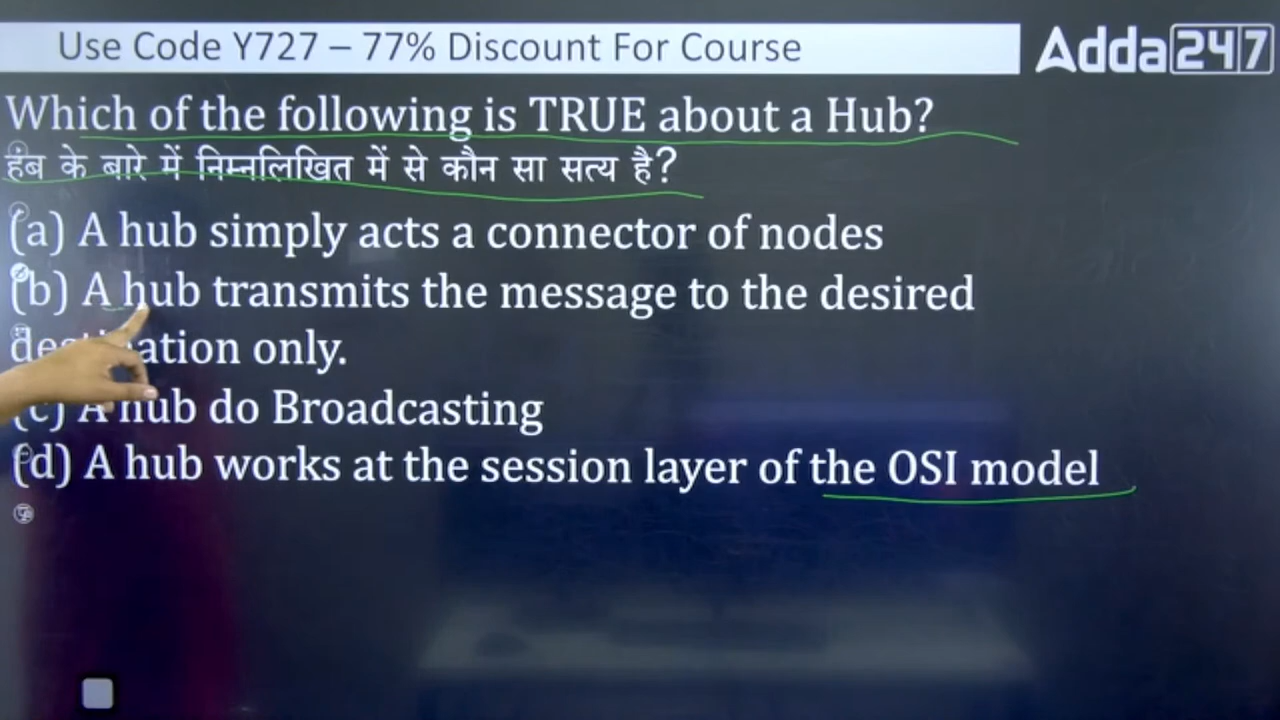 Use Code Y727 – 77% Discount For Course
Adda247
Which of the following is TRUE about a Hub?
हंब के बारे में निम्नलिखित में से कौन सा सत्य है?
(a) A hub simply acts a connector of nodes
(b) A hub transmits the message to the desired
only.
(c) A hub do Broadcasting
(d) A hub works at the session layer of the OSI model